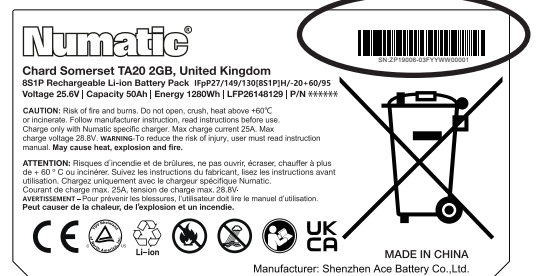 Numatic®
SN:ZP19006-03FYYWW00001
Chard Somerset TA20 2GB, United Kingdom
8S1P Rechargeable Li-ion Battery Pack IFpP27/149/130[8S1P]H/-20+60/95
Voltage 25.6V | Capacity 50Ah | Energy 1280Wh | LFP26148129 | P/N ******
CAUTION: Risk of fire and burns. Do not open, crush, heat above +60℃
or incinerate. Follow manufacturer instruction, read instructions before use.
Charge only with Numatic specific charger. Max charge current 25A. Max
charge voltage 28.8V. WARNING-To reduce the risk of injury, user must read instruction
manual. May cause heat, explosion and fire.
ATTENTION: Risques d'incendie et de brûlures, ne pas ouvrir, écraser, chauffer à plus
de + 60 º C ou incinérer. Suivez les instructions du fabricant, lisez les instructions avant
utilisation. Chargez uniquement avec le chargeur spécifique Numatic.
Courant de charge max. 25A, tension de charge max. 28.8V-
AVERTISSEMENT – Pour prévenir les blessures, l'utilisateur doit lire le manuel d'utilisation.
Peut causer de la chaleur, de l'explosion et un incendie.
CE
TÜVRheinland
US
Li-ion
UK
CA
MADE IN CHINA
Manufacturer: Shenzhen Ace Battery Co.,Ltd.